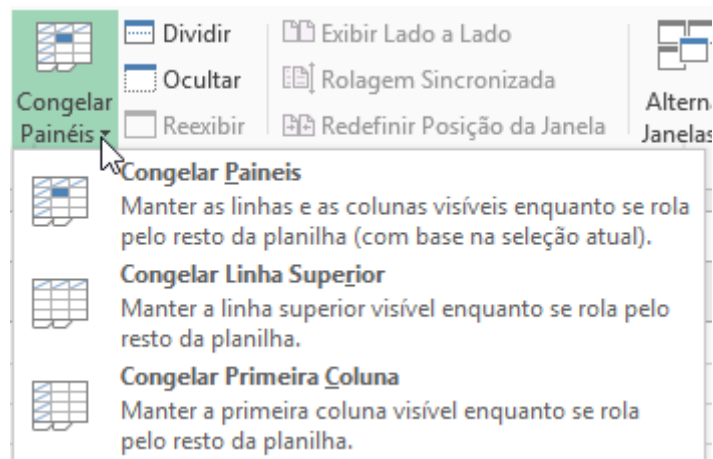 Congelar
Painéis
Dividir
Ocultar
Reexibir
Exibir Lado a Lado
Rolagem Sincronizada
Redefinir Posição da Janela
Alterna
Janelas
Congelar Paineis
Manter as linhas e as colunas visíveis enquanto se rola
pelo resto da planilha (com base na seleção atual).
Congelar Linha Superior
Manter a linha superior visível enquanto se rola pelo
resto da planilha.
Congelar Primeira Coluna
Manter a primeira coluna visível enquanto se rola
pelo resto da planilha.